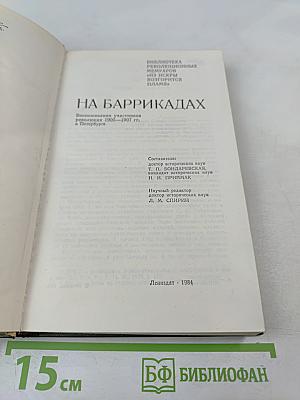 БИБЛИОТЕКА
РЕВОЛЮЦИОННЫХ
МЕМУАРОВ
«ИЗ ИСКРЫ
ВОЗГОРИТСЯ
ПЛАМЯ»
НА БАРРИКАДАХ
Воспоминания участников
революции 1905—1907 гг.
в Петербурге
Составители:
доктор исторических наук
Т. П. БОНДАРЕВСКАЯ,
кандидат исторических наук
Н. И. ПРИЙМАК
Научный редактор
доктор исторических наук
Л. М. СПИРИН
Лениздат · 1984
15 см
БФ БИБЛИОФАН